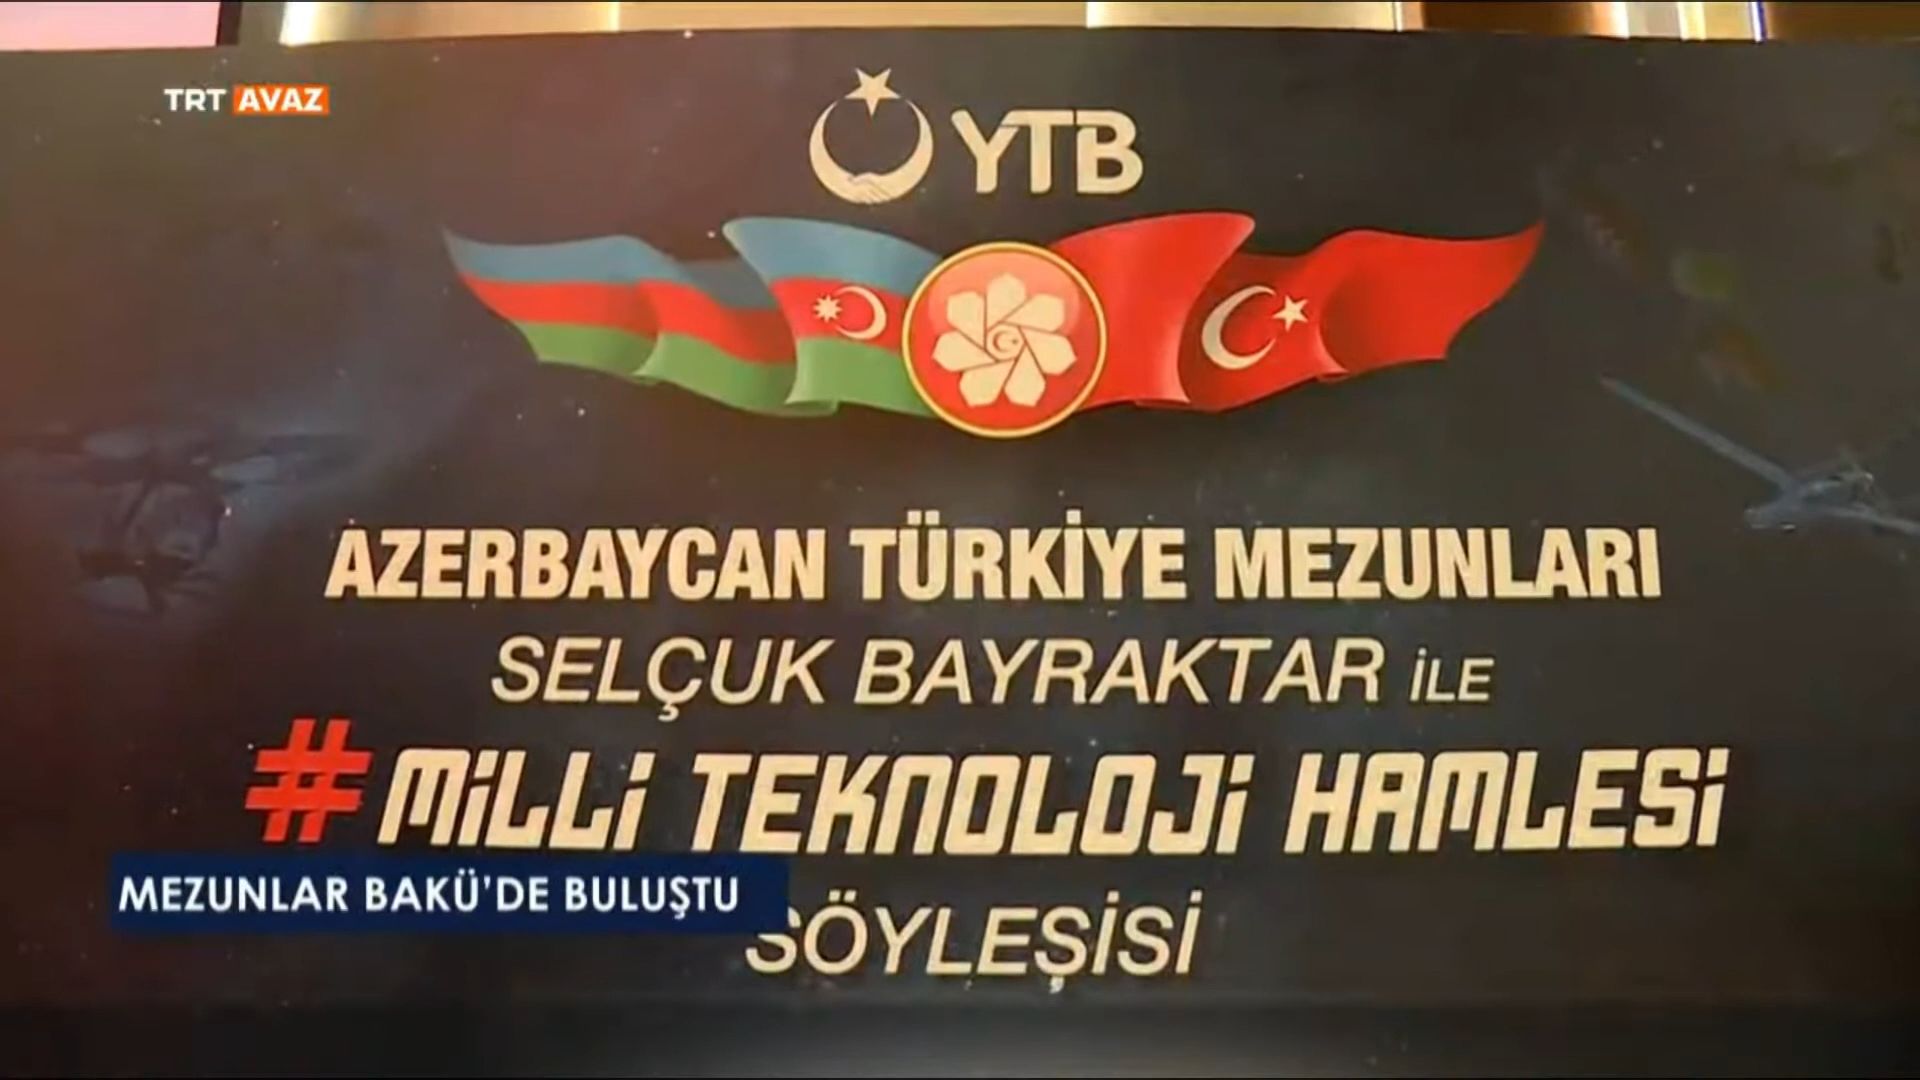 TRT AVAZ
YTB
AZERBAYCAN TÜRKİYE MEZUNLARI
SELÇUK BAYRAKTAR İLE
#MİLLİ TEKNOLOJİ HAMLESİ
MEZUNLAR BAKÜ'DE BULUŞTU
SÖYLEŞİSİ